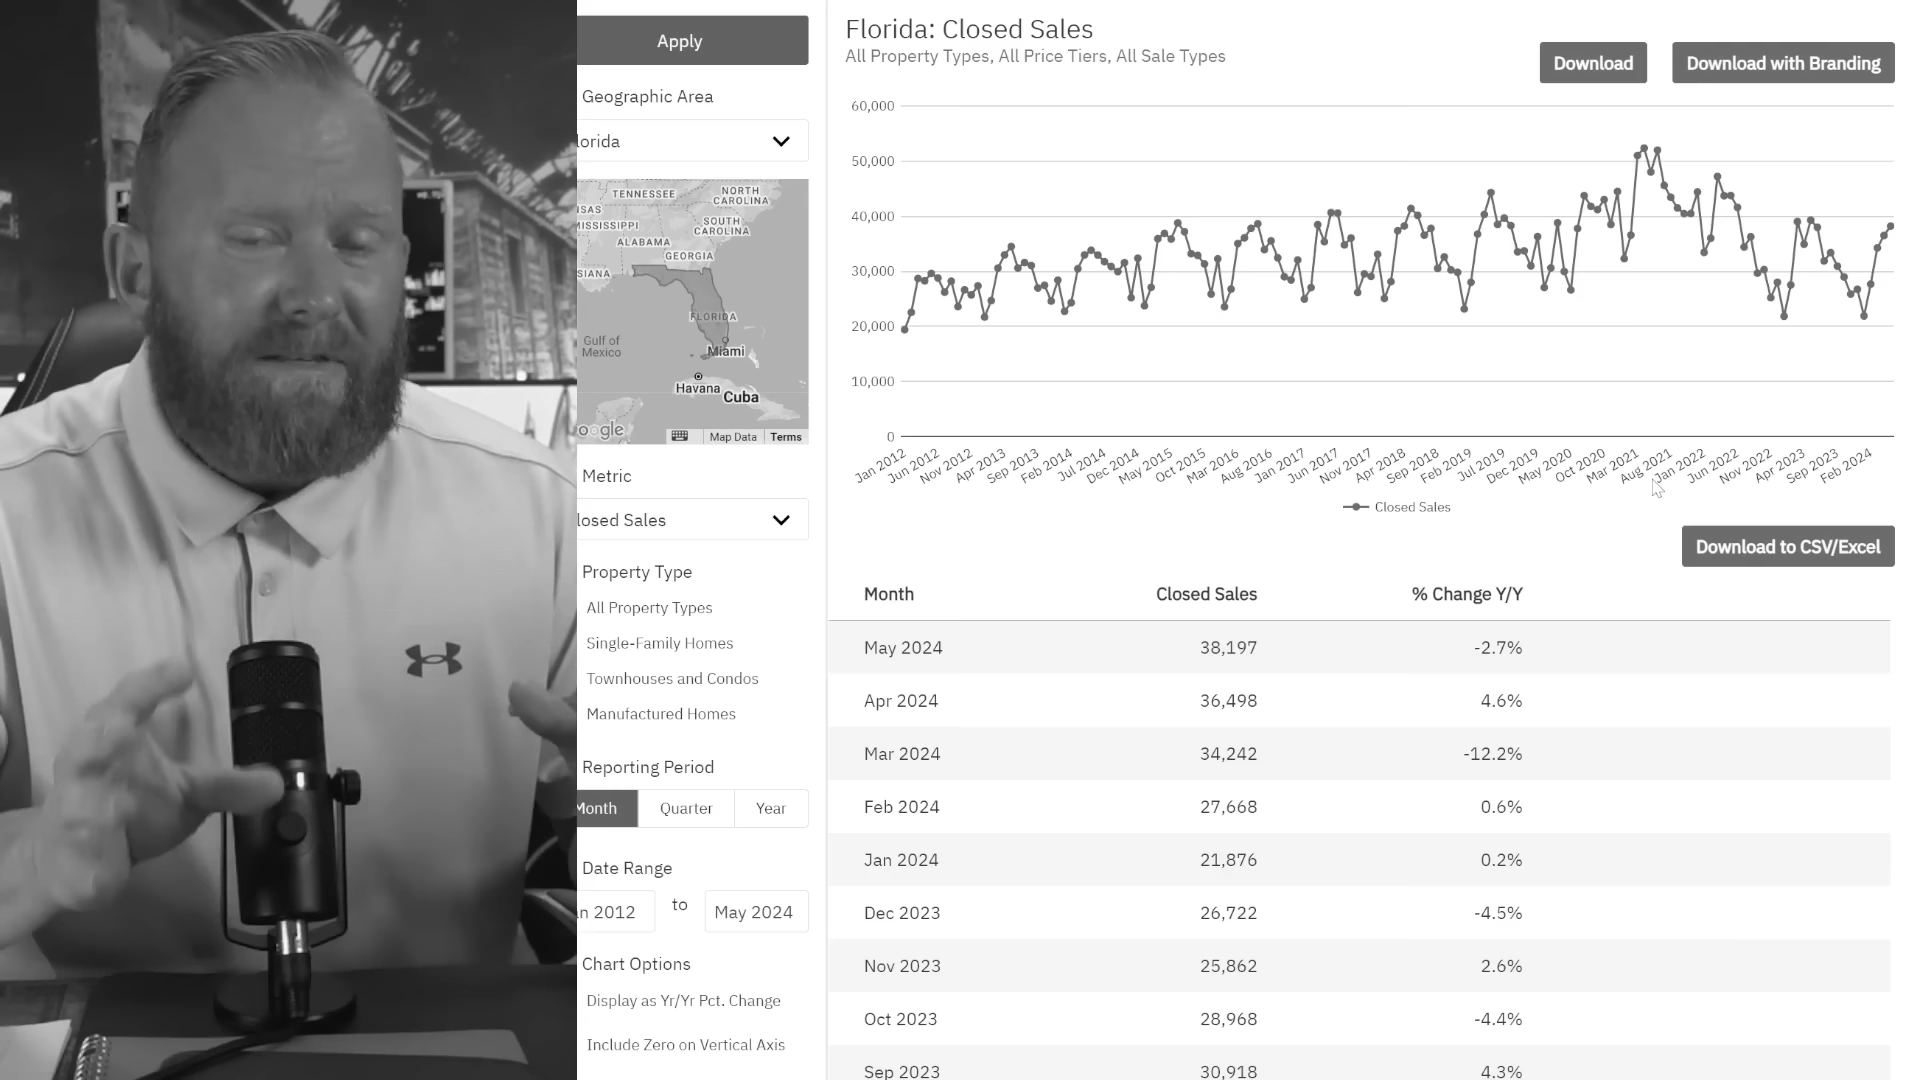 Apply
Geographic Area
lorida
TENNESSEE
NORTH CAROLINA
SAS
MISSISSIPPI
SOUTH CAROLINA
ALABAMA
GEORGIA
SIANA
FLORIDA
Gulf of Mexico
Miami
Havana
Cuba
oogle
Map Data
Terms
Metric
losed Sales
Property Type
All Property Types
Single-Family Homes
Townhouses and Condos
Manufactured Homes
Reporting Period
Month Quarter Year
Date Range
n 2012 to May 2024
Chart Options
Display as Yr/Yr Pct. Change
Include Zero on Vertical Axis
Florida: Closed Sales
All Property Types, All Price Tiers, All Sale Types
Download
Download with Branding
60,000
50,000
40,000
30,000
20,000
10,000
0
Jan 2012 Jun 2012 Nov 2012 Apr 2013 Sep 2013 Feb 2014 Jul 2014 Dec 2014 May 2015 Oct 2015 Mar 2016 Aug 2016 Jan 2017 Jun 2017 Nov 2017 Apr 2018 Sep 2018 Feb 2019 Jul 2019 Dec 2019 May 2020 Oct 2020 Mar 2021 Aug 2021 Jan 2022 Jun 2022 Nov 2022 Apr 2023 Sep 2023 Feb 2024
Closed Sales
Download to CSV/Excel
Month Closed Sales % Change Y/Y
May 2024 38,197 -2.7%
Apr 2024 36,498 4.6%
Mar 2024 34,242 -12.2%
Feb 2024 27,668 0.6%
Jan 2024 21,876 0.2%
Dec 2023 26,722 -4.5%
Nov 2023 25,862 2.6%
Oct 2023 28,968 -4.4%
Sep 2023 30,918 4.3%